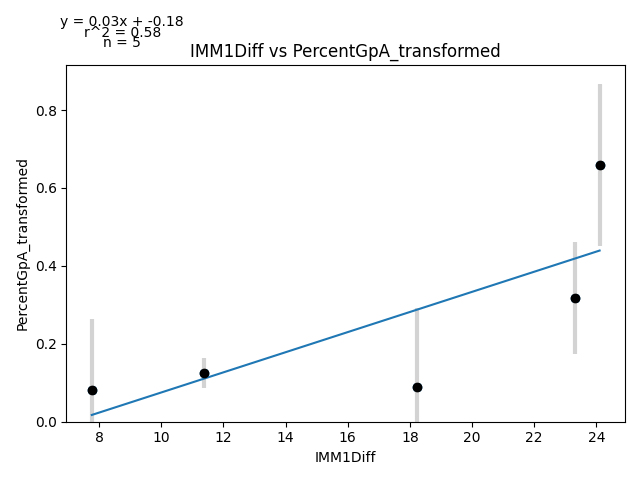 y = 0.03x + -0.18
r^2 = 0.58
n = 5
IMM1Diff vs PercentGpA_transformed
PercentGpA_transformed
0.8
0.6
0.4
0.2
0.0
8 10 12 14 16 18 20 22 24
IMM1Diff